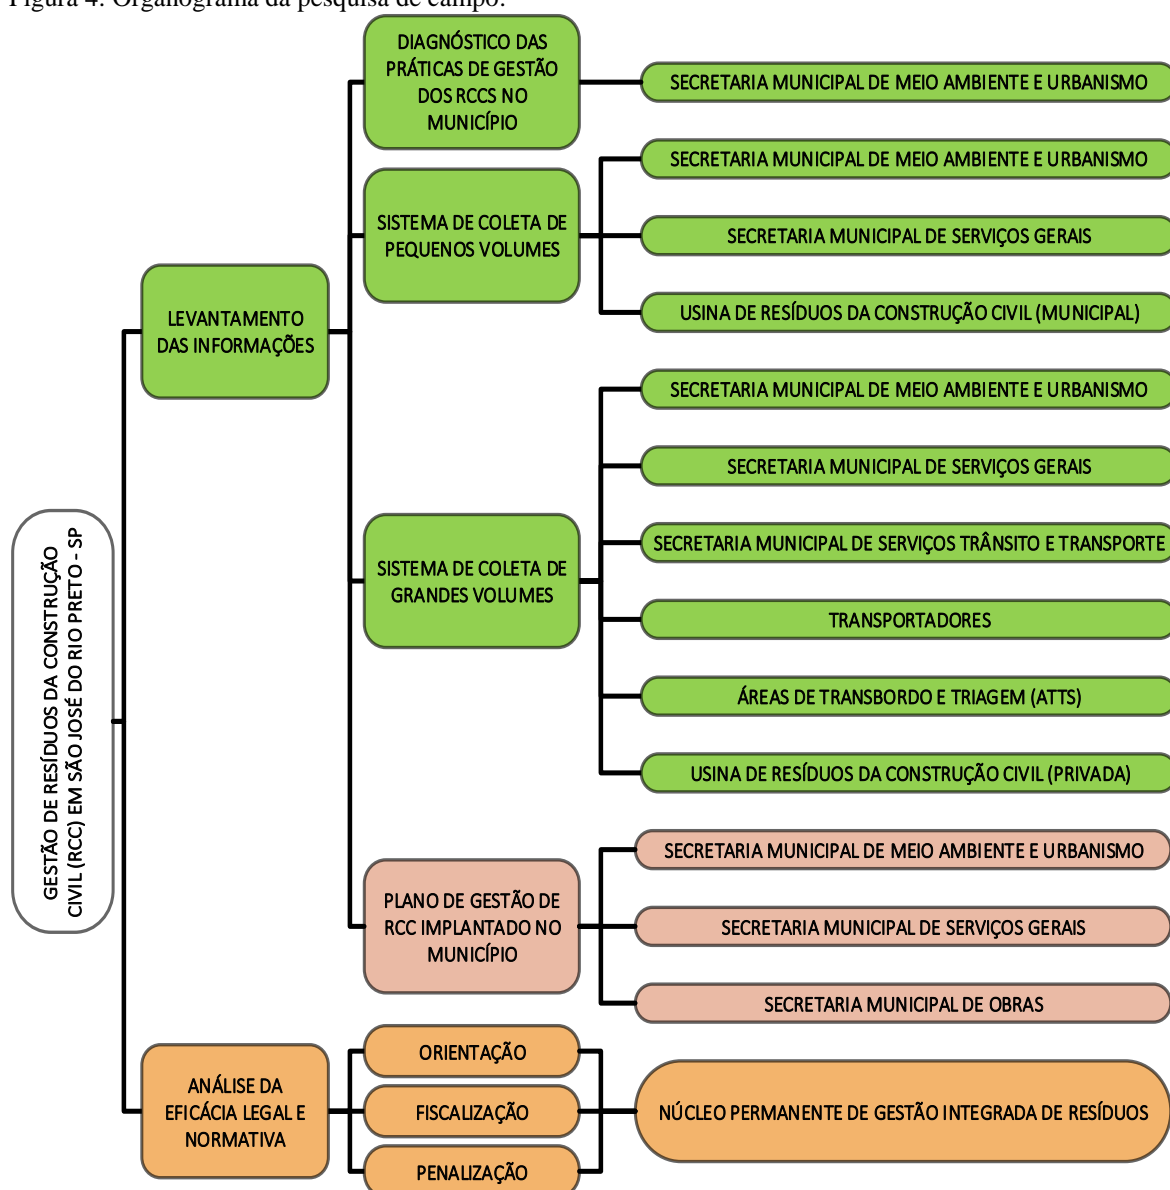 Figura 4: Organograma da pesquisa de campo.
GESTÃO DE RESÍDUOS DA CONSTRUÇÃO
CIVIL (RCC) EM SÃO JOSÉ DO RIO PRETO - SP
LEVANTAMENTO
DAS INFORMAÇÕES
DIAGNÓSTICO DAS
PRÁTICAS DE GESTÃO
DOS RCCS NO
MUNICÍPIO
SECRETARIA MUNICIPAL DE MEIO AMBIENTE E URBANISMO
SISTEMA DE COLETA DE
PEQUENOS VOLUMES
SECRETARIA MUNICIPAL DE MEIO AMBIENTE E URBANISMO
SECRETARIA MUNICIPAL DE SERVIÇOS GERAIS
USINA DE RESÍDUOS DA CONSTRUÇÃO CIVIL (MUNICIPAL)
SISTEMA DE COLETA DE
GRANDES VOLUMES
SECRETARIA MUNICIPAL DE MEIO AMBIENTE E URBANISMO
SECRETARIA MUNICIPAL DE SERVIÇOS GERAIS
SECRETARIA MUNICIPAL DE SERVIÇOS TRÂNSITO E TRANSPORTE
TRANSPORTADORES
ÁREAS DE TRANSBORDO E TRIAGEM (ATTS)
USINA DE RESÍDUOS DA CONSTRUÇÃO CIVIL (PRIVADA)
PLANO DE GESTÃO DE
RCC IMPLANTADO NO
MUNICÍPIO
SECRETARIA MUNICIPAL DE MEIO AMBIENTE E URBANISMO
SECRETARIA MUNICIPAL DE SERVIÇOS GERAIS
SECRETARIA MUNICIPAL DE OBRAS
ANÁLISE DA
EFICÁCIA LEGAL E
NORMATIVA
ORIENTAÇÃO
FISCALIZAÇÃO
PENALIZAÇÃO
NÚCLEO PERMANENTE DE GESTÃO INTEGRADA DE RESÍDUOS